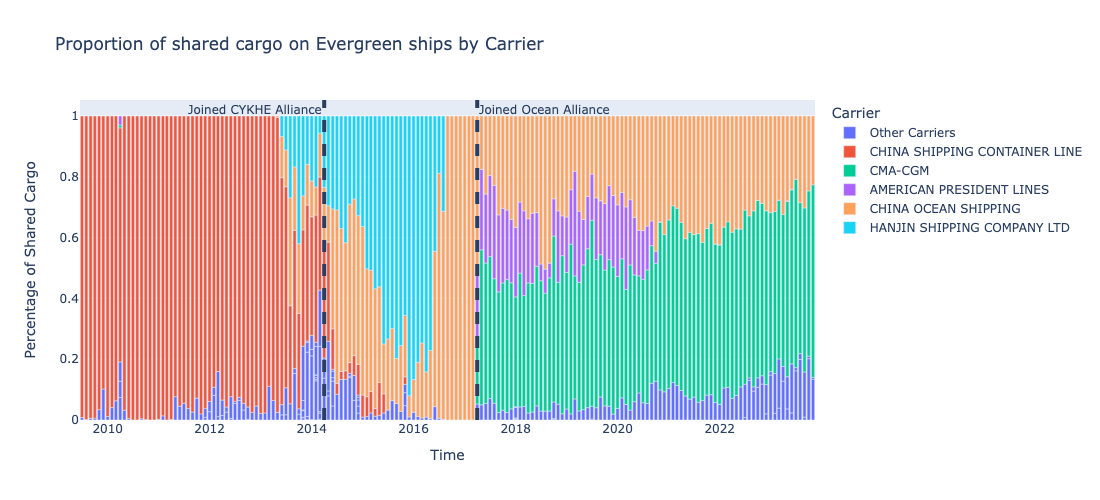 Proportion of shared cargo on Evergreen ships by Carrier
Joined CYKHE Alliance
Joined Ocean Alliance
Carrier
Other Carriers
CHINA SHIPPING CONTAINER LINE
CMA-CGM
AMERICAN PRESIDENT LINES
CHINA OCEAN SHIPPING
HANJIN SHIPPING COMPANY LTD
Percentage of Shared Cargo
1
0.8
0.6
0.4
0.2
0
2010 2012 2014 2016 2018 2020 2022
Time